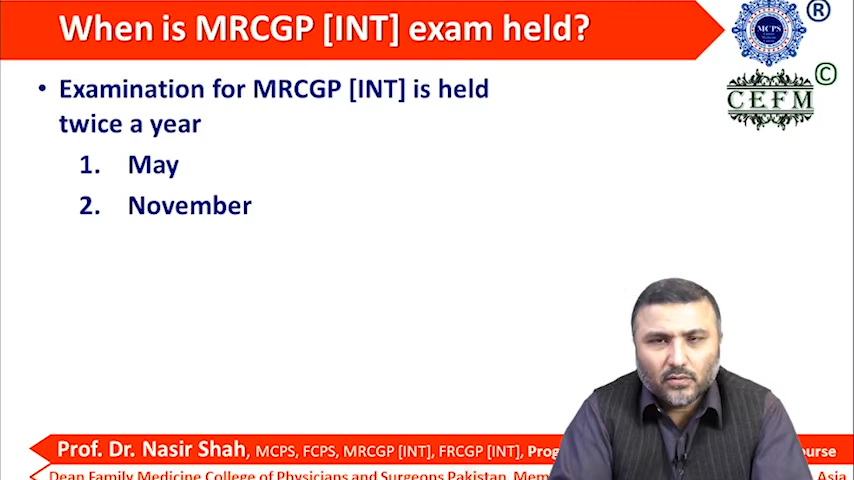 When is MRCGP [INT] exam held?
®
MCPS
©
CEFM
• Examination for MRCGP [INT] is held
twice a year
1. May
2. November
Prof. Dr. Nasir Shah, MCPS, FCPS, MRCGP [INT], FRCGP [INT], Prog ourse
Dean Family Medicine College of Physicians and Surgeons Pakistan, Mem Asia